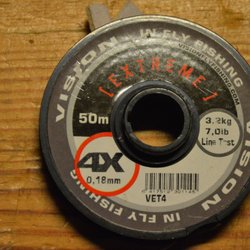 VISION IN FLY FISHING
[EXTREME]
50m
3.2kg
7,0lb
Line Test
4X
0.18mm
VET4
VISION
IN FLY FISHING